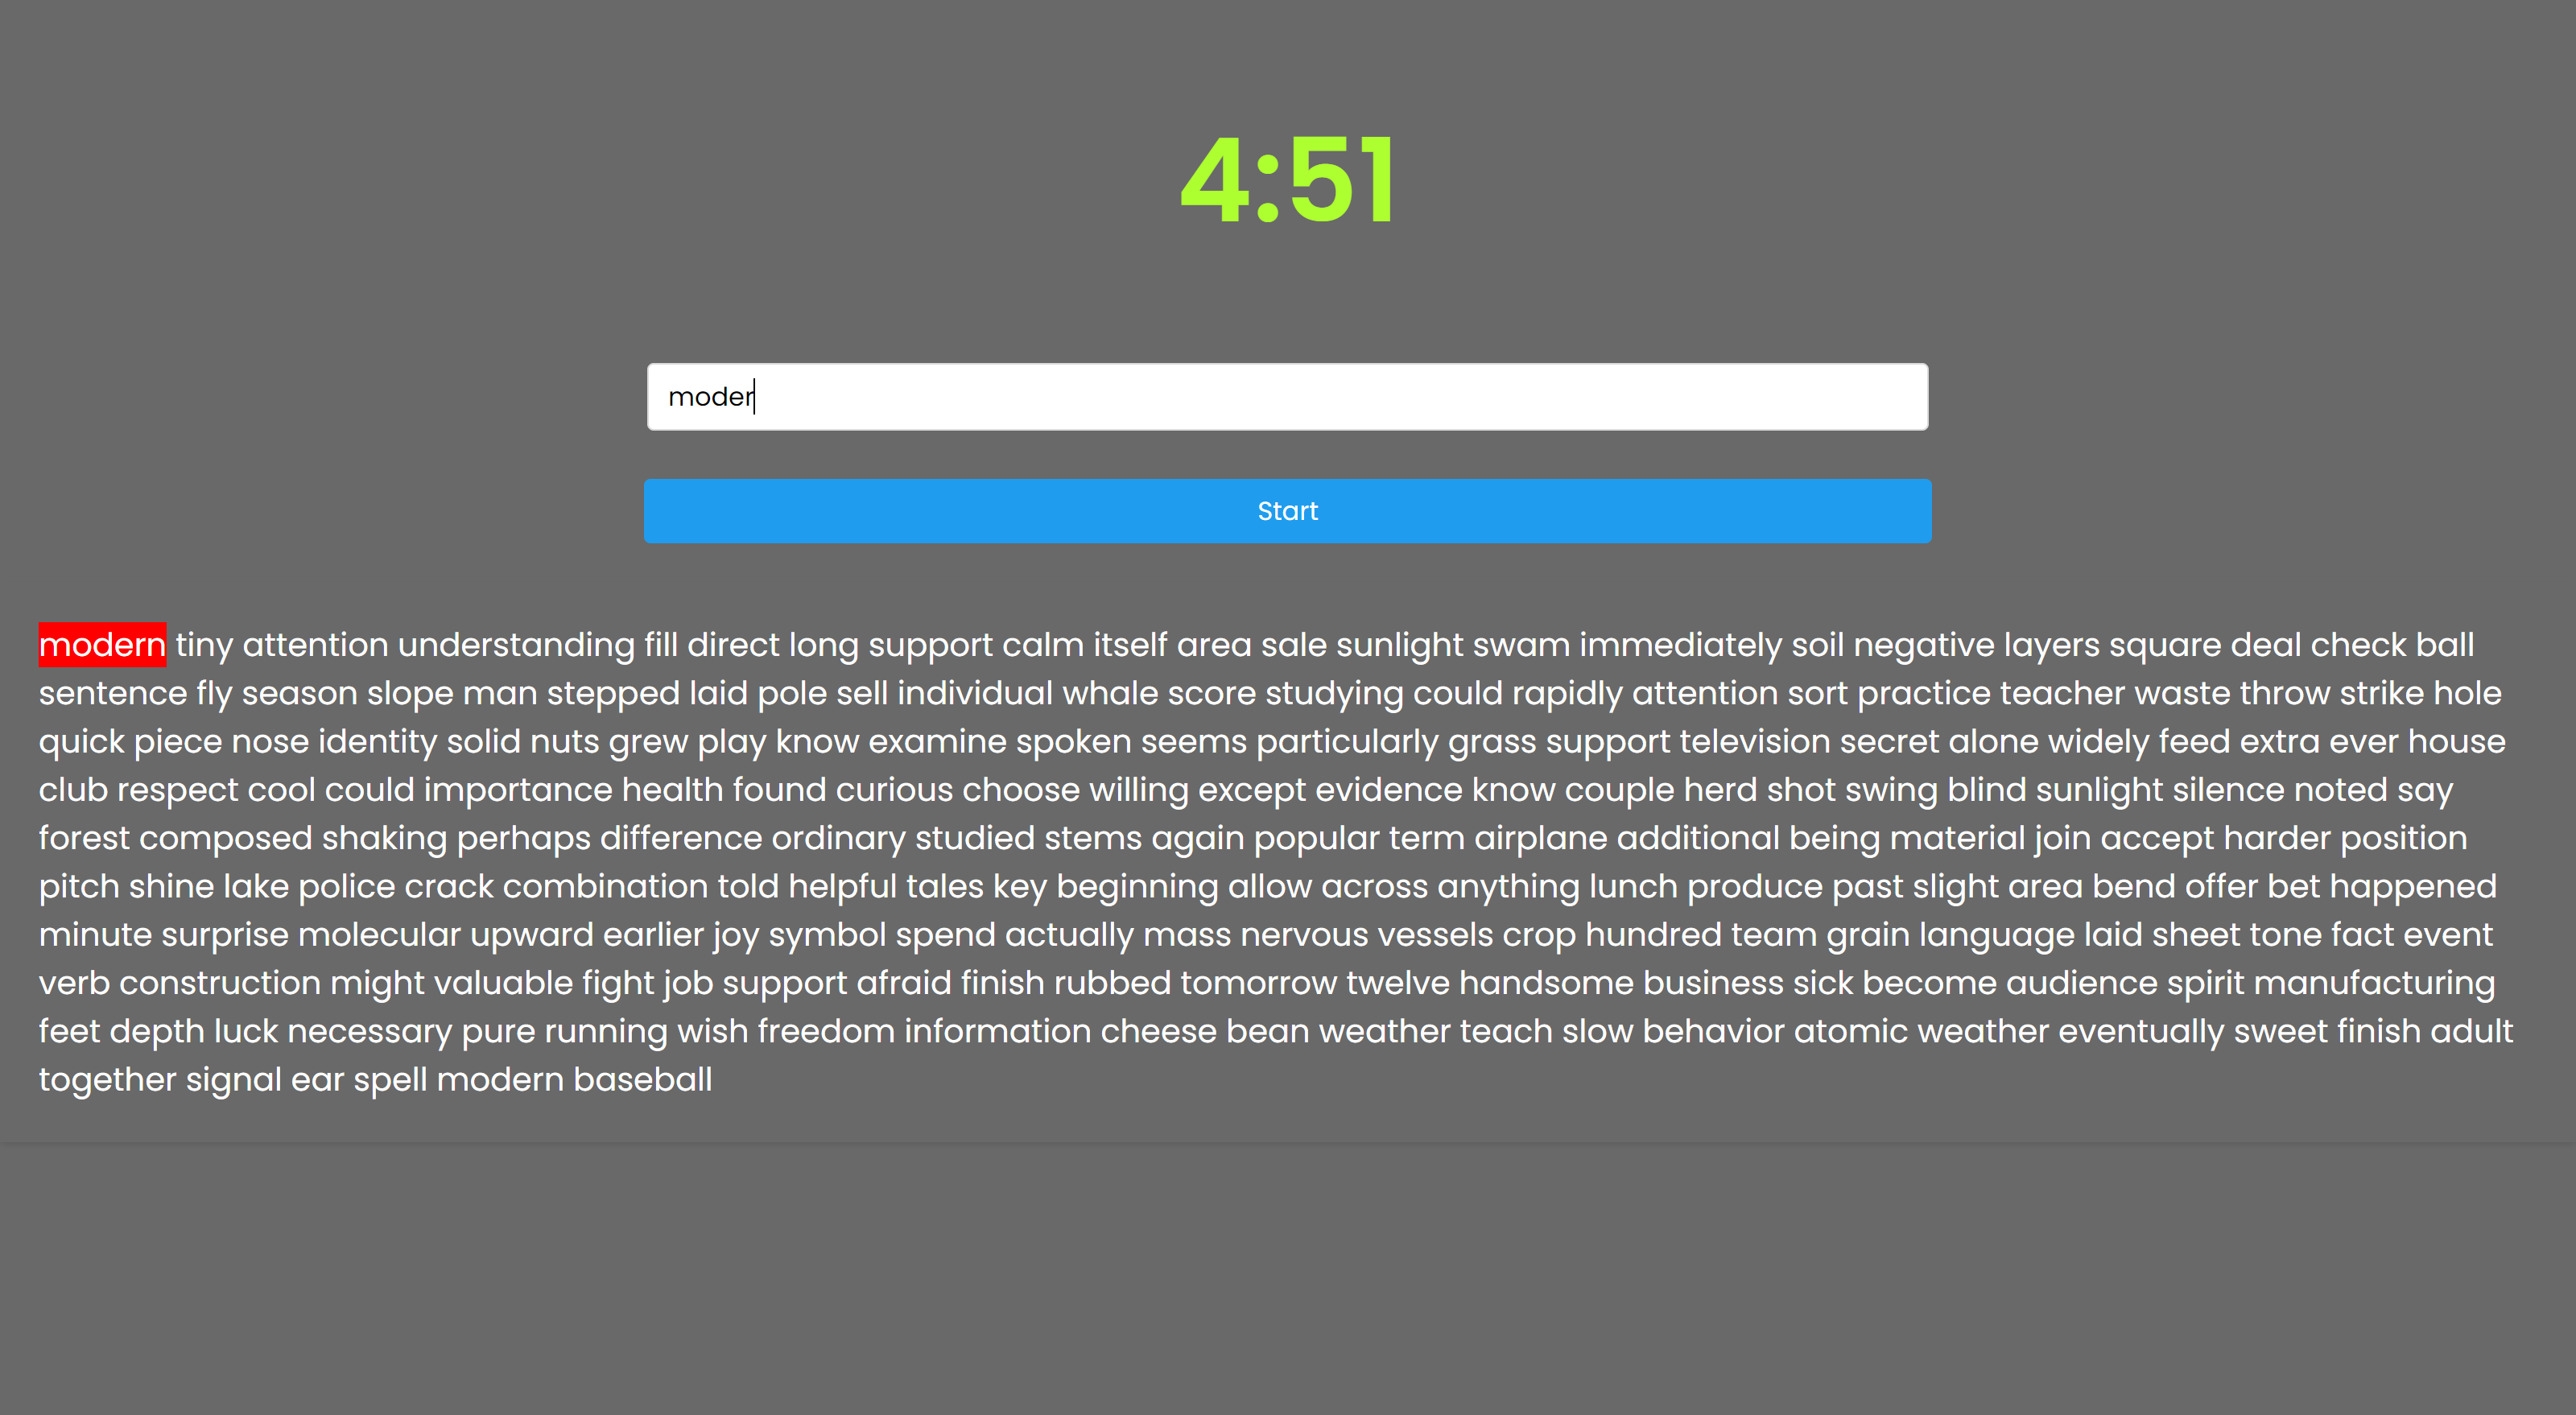 4:51
moder
Start
modern tiny attention understanding fill direct long support calm itself area sale sunlight swam immediately soil negative layers square deal check ball
sentence fly season slope man stepped laid pole sell individual whale score studying could rapidly attention sort practice teacher waste throw strike hole
quick piece nose identity solid nuts grew play know examine spoken seems particularly grass support television secret alone widely feed extra ever house
club respect cool could importance health found curious choose willing except evidence know couple herd shot swing blind sunlight silence noted say
forest composed shaking perhaps difference ordinary studied stems again popular term airplane additional being material join accept harder position
pitch shine lake police crack combination told helpful tales key beginning allow across anything lunch produce past slight area bend offer bet happened
minute surprise molecular upward earlier joy symbol spend actually mass nervous vessels crop hundred team grain language laid sheet tone fact event
verb construction might valuable fight job support afraid finish rubbed tomorrow twelve handsome business sick become audience spirit manufacturing
feet depth luck necessary pure running wish freedom information cheese bean weather teach slow behavior atomic weather eventually sweet finish adult
together signal ear spell modern baseball